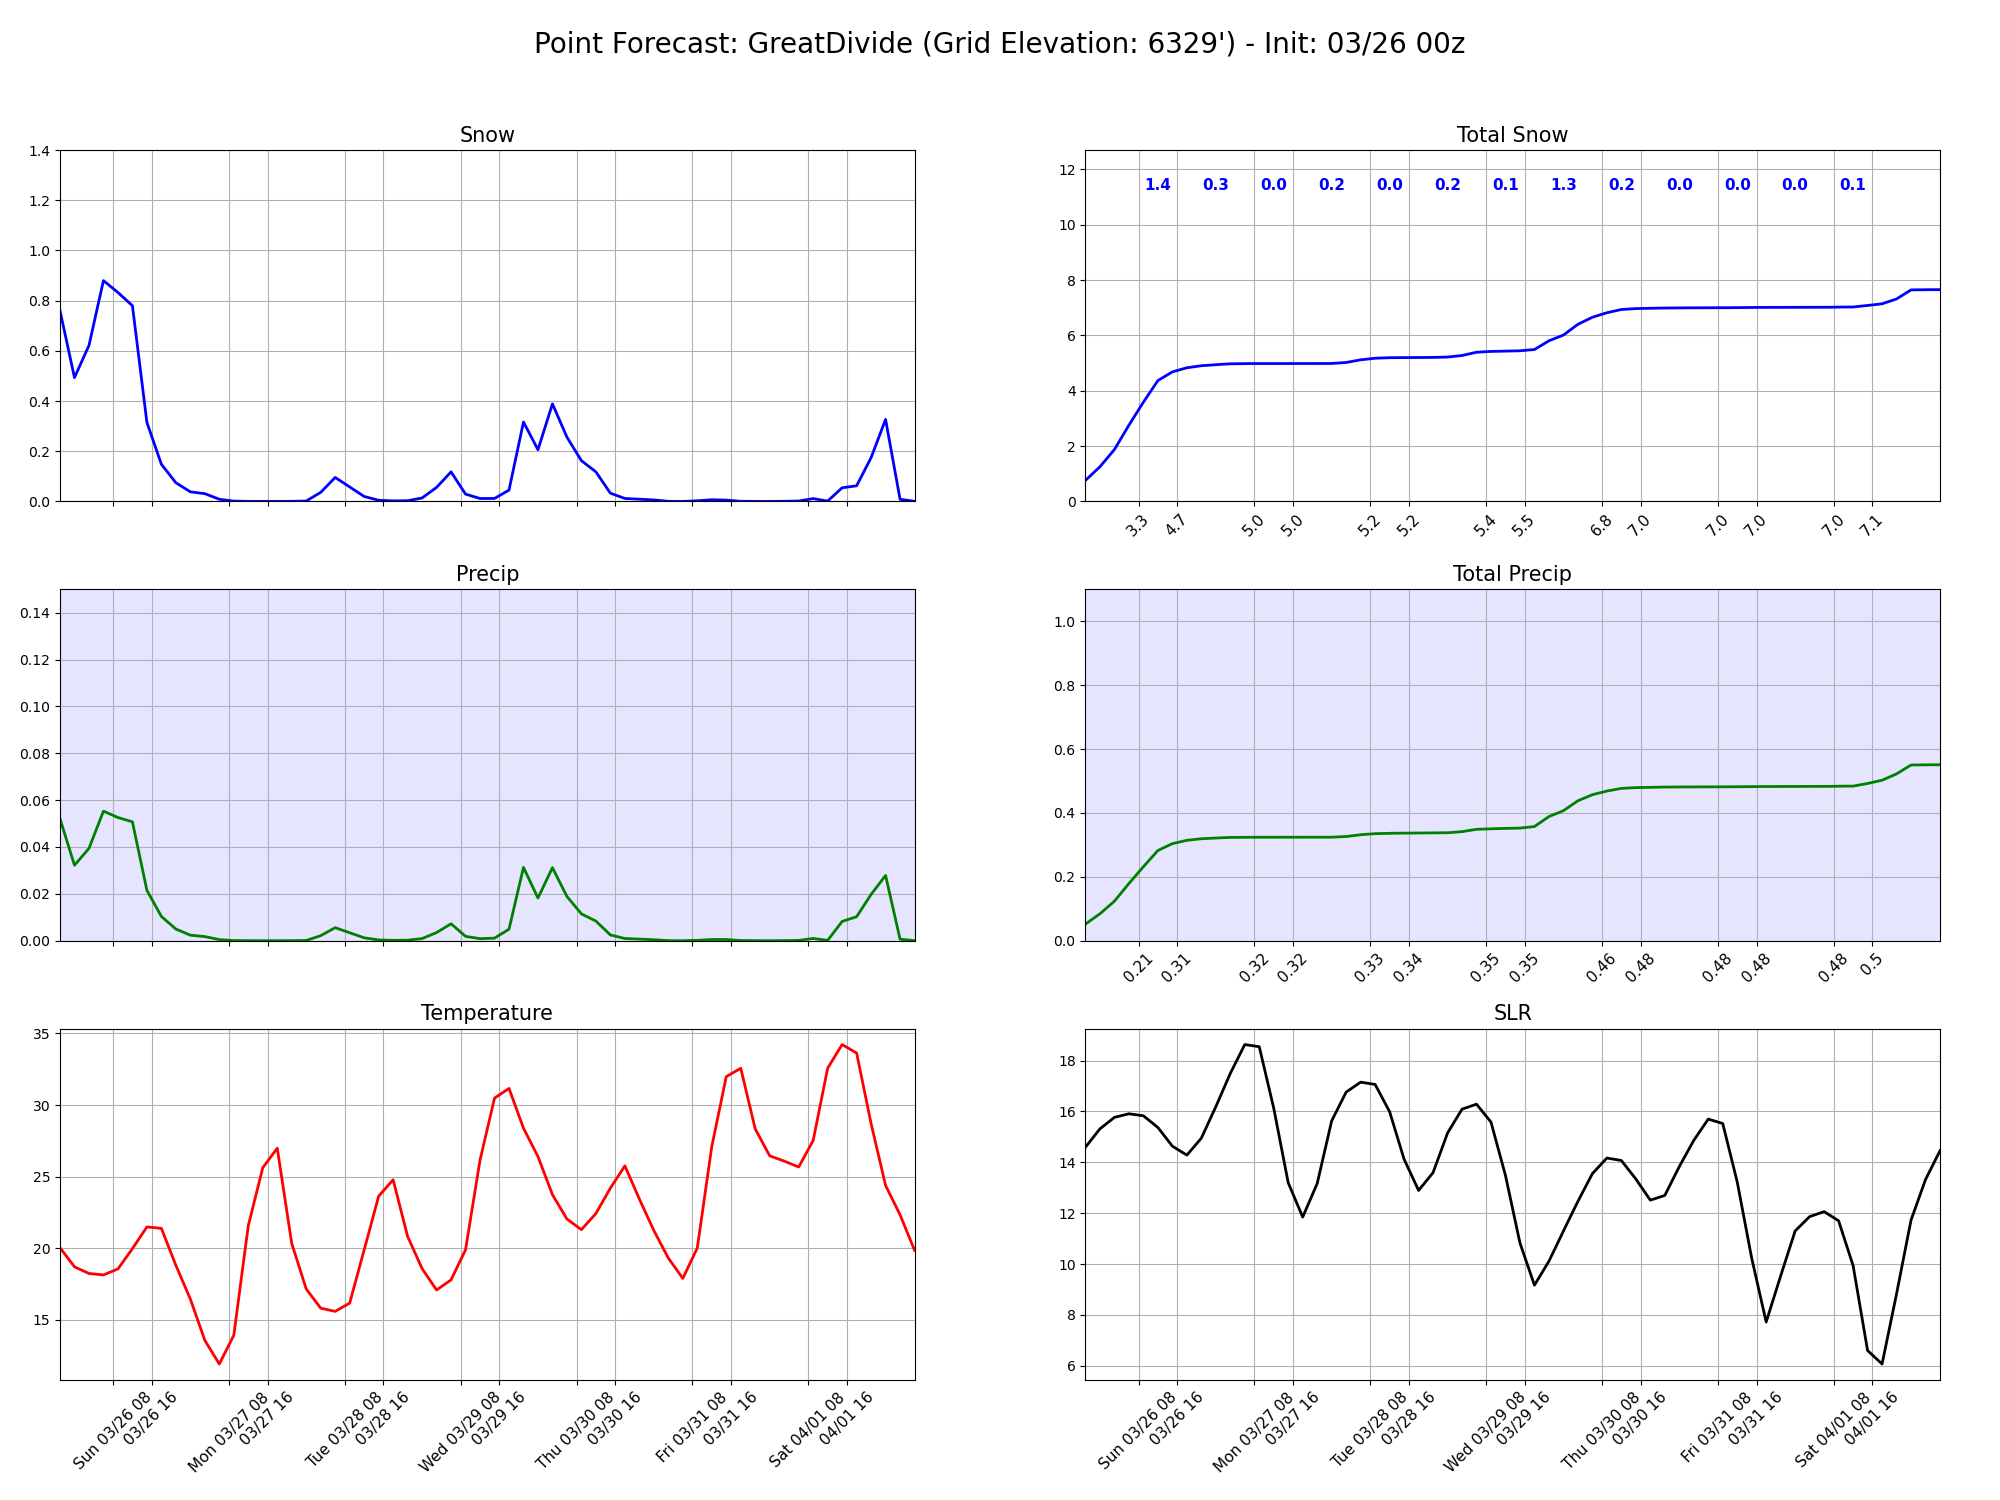 Point Forecast: GreatDivide (Grid Elevation: 6329') - Init: 03/26 00z
Snow
1.4
1.2
1.0
0.8
0.6
0.4
0.2
0.0
Total Snow
12
10
8
6
4
2
0
1.4 0.3 0.0 0.2 0.0 0.2 0.1 1.3 0.2 0.0 0.0 0.0 0.1
3.3 4.7 5.0 5.0 5.2 5.2 5.4 5.5 6.8 7.0 7.0 7.0 7.0 7.1
Precip
0.14
0.12
0.10
0.08
0.06
0.04
0.02
0.00
Total Precip
1.0
0.8
0.6
0.4
0.2
0.0
0.21 0.31 0.32 0.32 0.33 0.34 0.35 0.35 0.46 0.48 0.48 0.48 0.48 0.5
Temperature
35
30
25
20
15
Sun 03/26 08
03/26 16
Mon 03/27 08
03/27 16
Tue 03/28 08
03/28 16
Wed 03/29 08
03/29 16
Thu 03/30 08
03/30 16
Fri 03/31 08
03/31 16
Sat 04/01 08
04/01 16
SLR
18
16
14
12
10
8
6
Sun 03/26 08
03/26 16
Mon 03/27 08
03/27 16
Tue 03/28 08
03/28 16
Wed 03/29 08
03/29 16
Thu 03/30 08
03/30 16
Fri 03/31 08
03/31 16
Sat 04/01 08
04/01 16